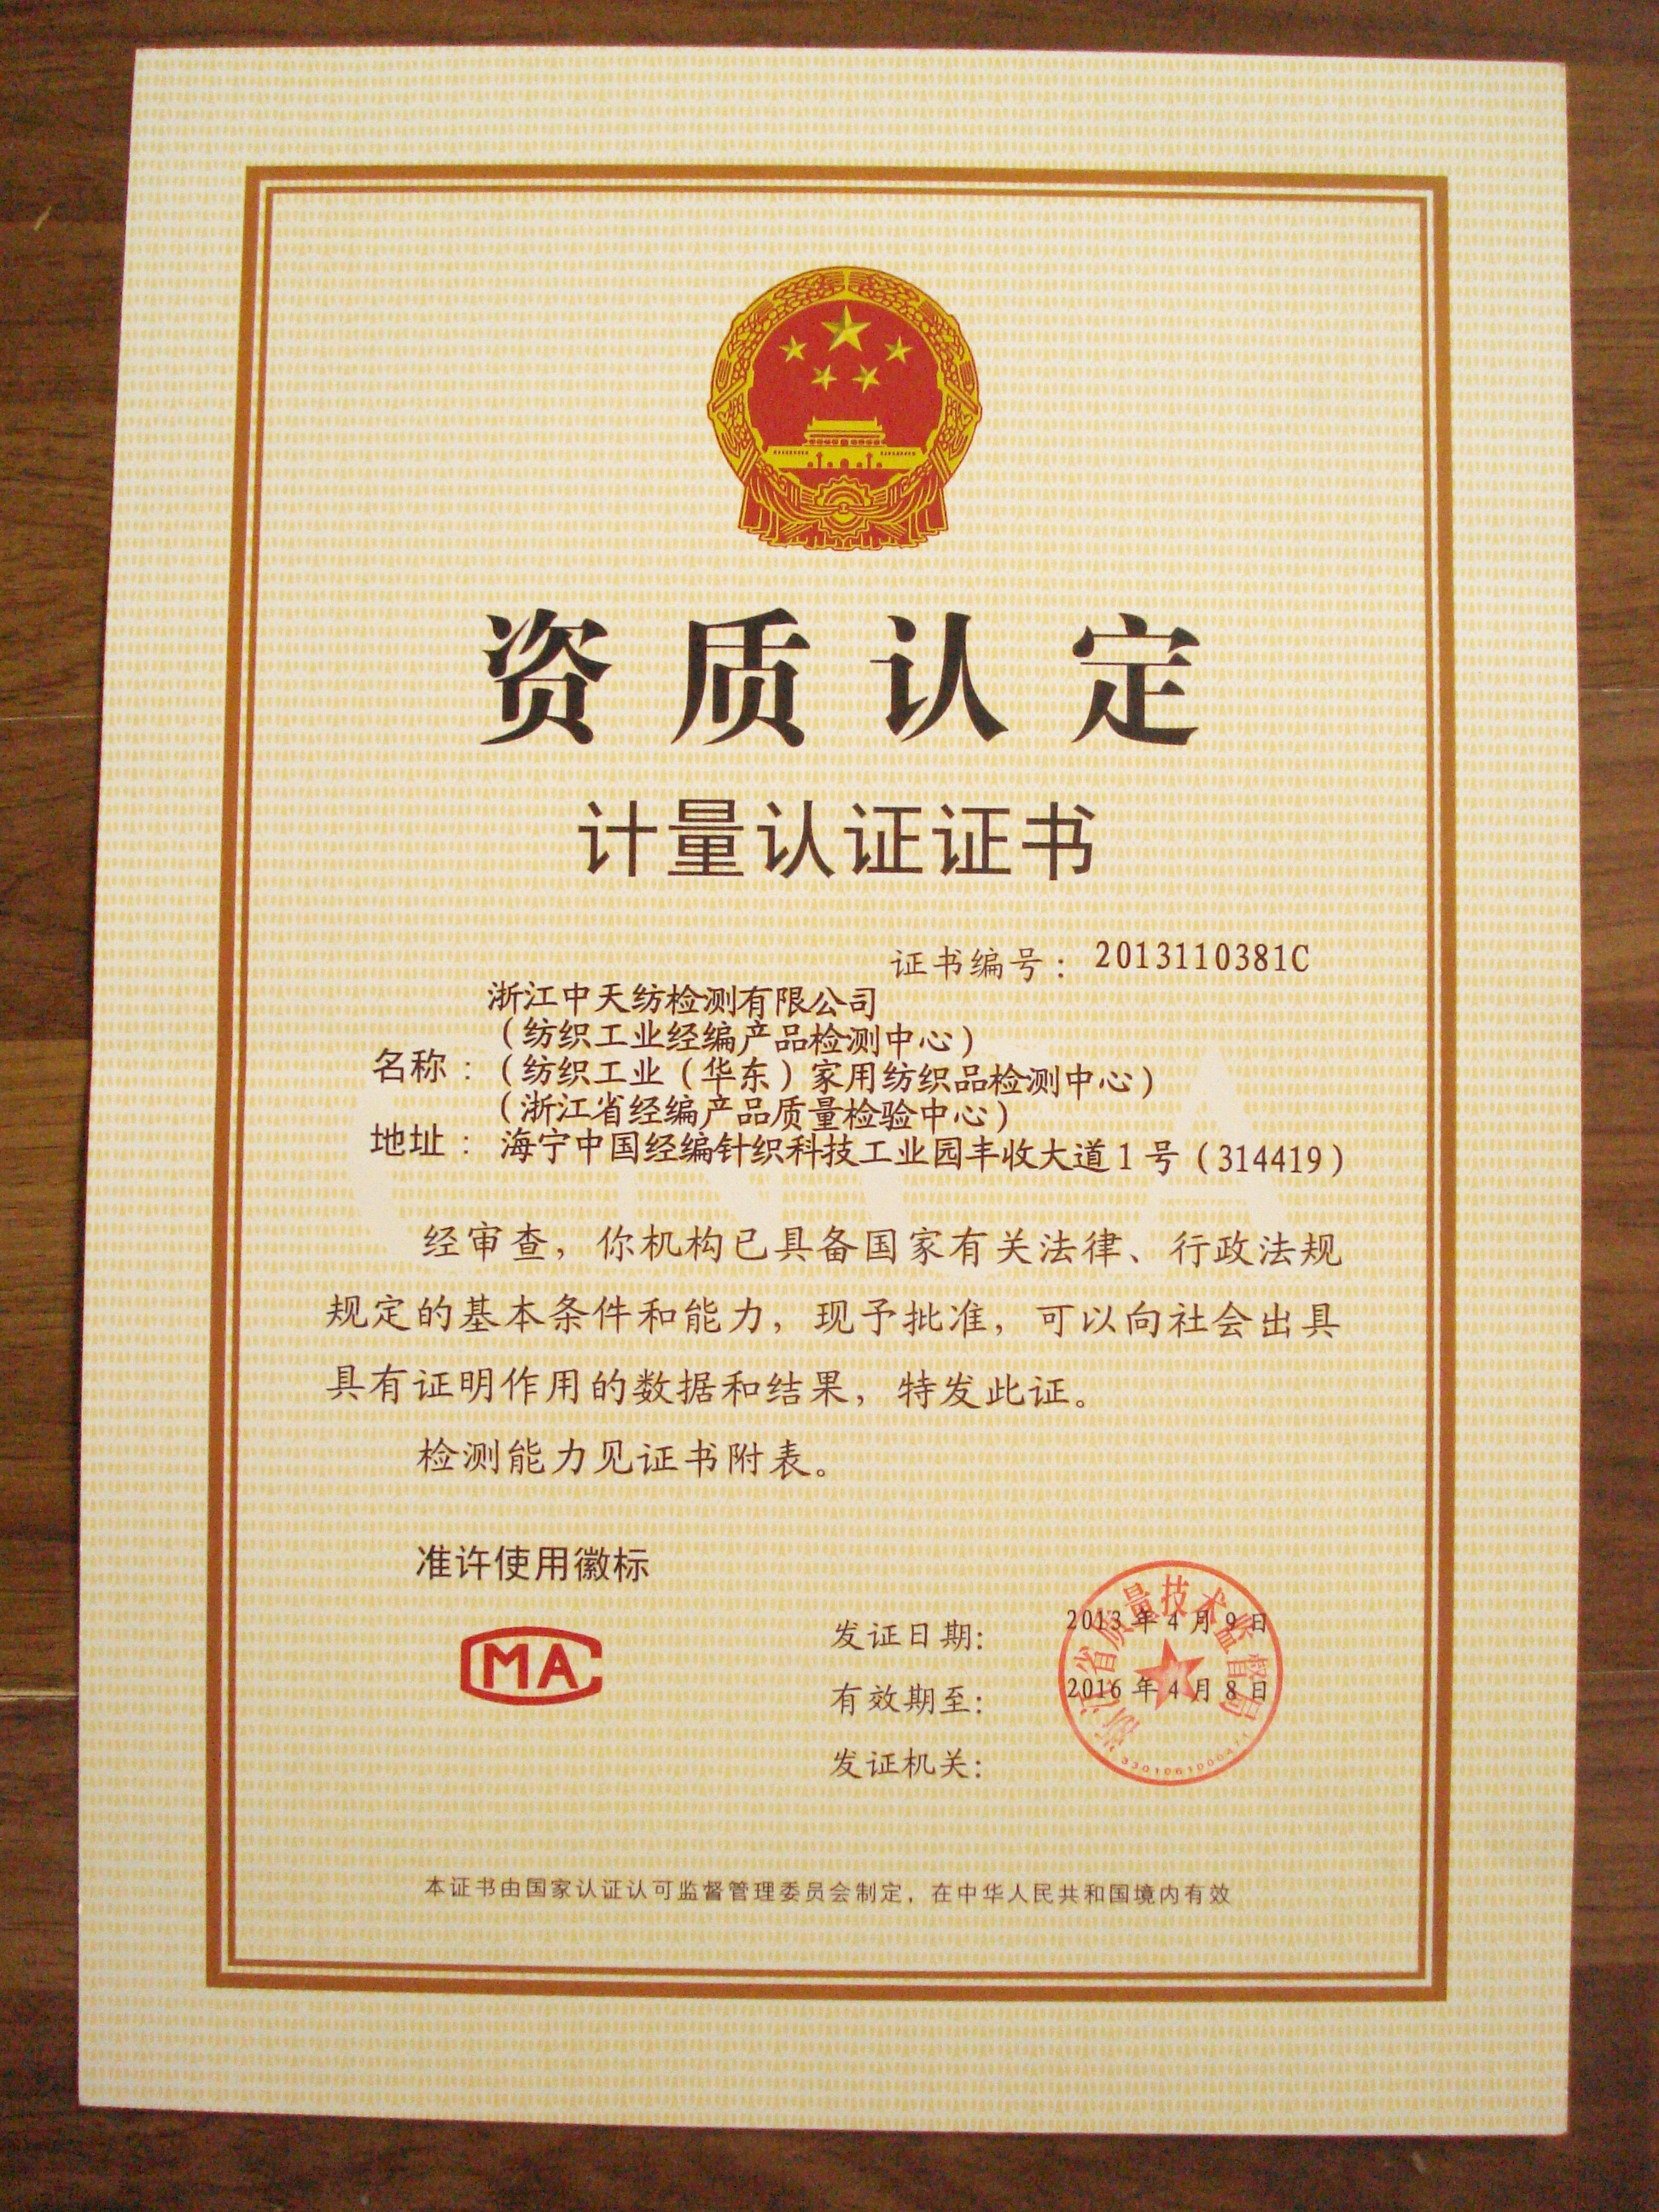 资质认定
计量认证证书
证书编号：2013110381C
浙江中天纺检测有限公司
（纺织工业经编产品检测中心）
名称：（纺织工业（华东）家用纺织品检测中心）
（浙江省经编产品质量检验中心）
地址：海宁中国经编针织科技工业园丰收大道1号（314419）
经审查，你机构已具备国家有关法律、行政法规
规定的基本条件和能力，现予批准，可以向社会出具
具有证明作用的数据和结果，特发此证。
检测能力见证书附表。
准许使用徽标
MA
发证日期：2013年4月9日
有效期至：2016年4月8日
发证机关：
浙江省质量技术监督局
本证书由国家认证认可监督管理委员会制定，在中华人民共和国境内有效